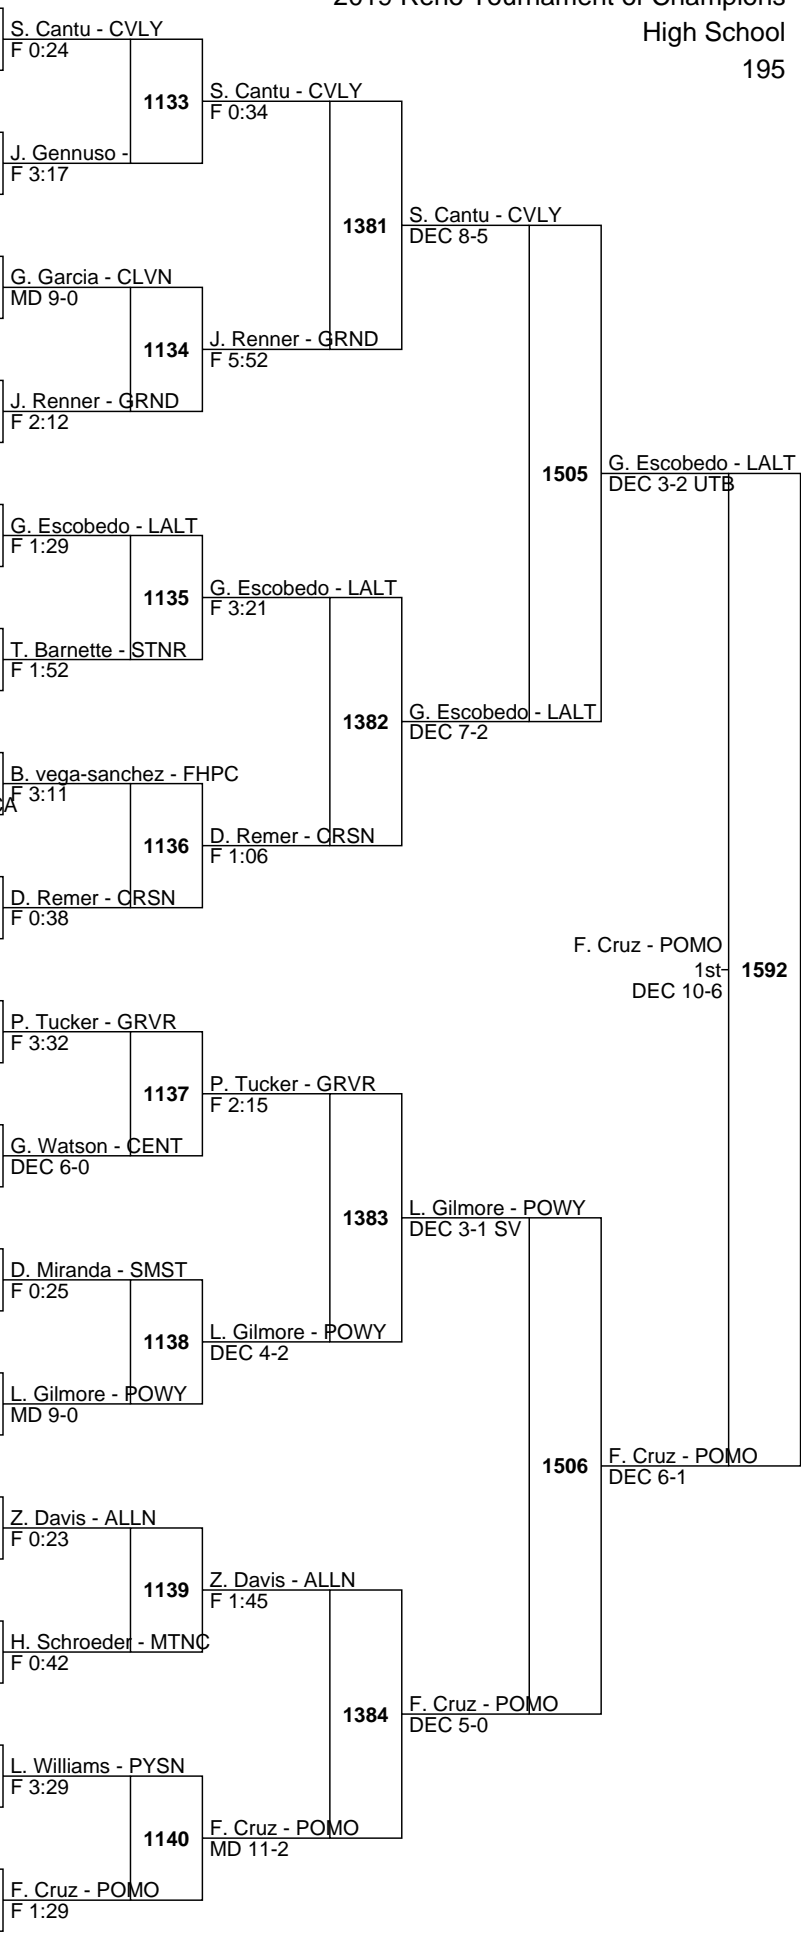 2019 Reno Tournament of Champions
High School
195
S. Cantu - CVLY
F 0:24
1133
S. Cantu - CVLY
F 0:34
J. Gennuso -
F 3:17
1381
S. Cantu - CVLY
DEC 8-5
G. Garcia - CLVN
MD 9-0
1134
J. Renner - GRND
F 5:52
J. Renner - GRND
F 2:12
1505
G. Escobedo - LALT
DEC 3-2 UTB
G. Escobedo - LALT
F 1:29
1135
G. Escobedo - LALT
F 3:21
T. Barnette - STNR
F 1:52
1382
G. Escobedo - LALT
DEC 7-2
B. vega-sanchez - FHPC
F 3:11
CA
1136
D. Remer - CRSN
F 1:06
D. Remer - CRSN
F 0:38
F. Cruz - POMO
1st
1592
DEC 10-6
P. Tucker - GRVR
F 3:32
1137
P. Tucker - GRVR
F 2:15
G. Watson - CENT
DEC 6-0
1383
L. Gilmore - POWY
DEC 3-1 SV
D. Miranda - SMST
F 0:25
1138
L. Gilmore - POWY
DEC 4-2
L. Gilmore - POWY
MD 9-0
1506
F. Cruz - POMO
DEC 6-1
Z. Davis - ALLN
F 0:23
1139
Z. Davis - ALLN
F 1:45
H. Schroeder - MTNC
F 0:42
1384
F. Cruz - POMO
DEC 5-0
L. Williams - PYSN
F 3:29
1140
F. Cruz - POMO
MD 11-2
F. Cruz - POMO
F 1:29